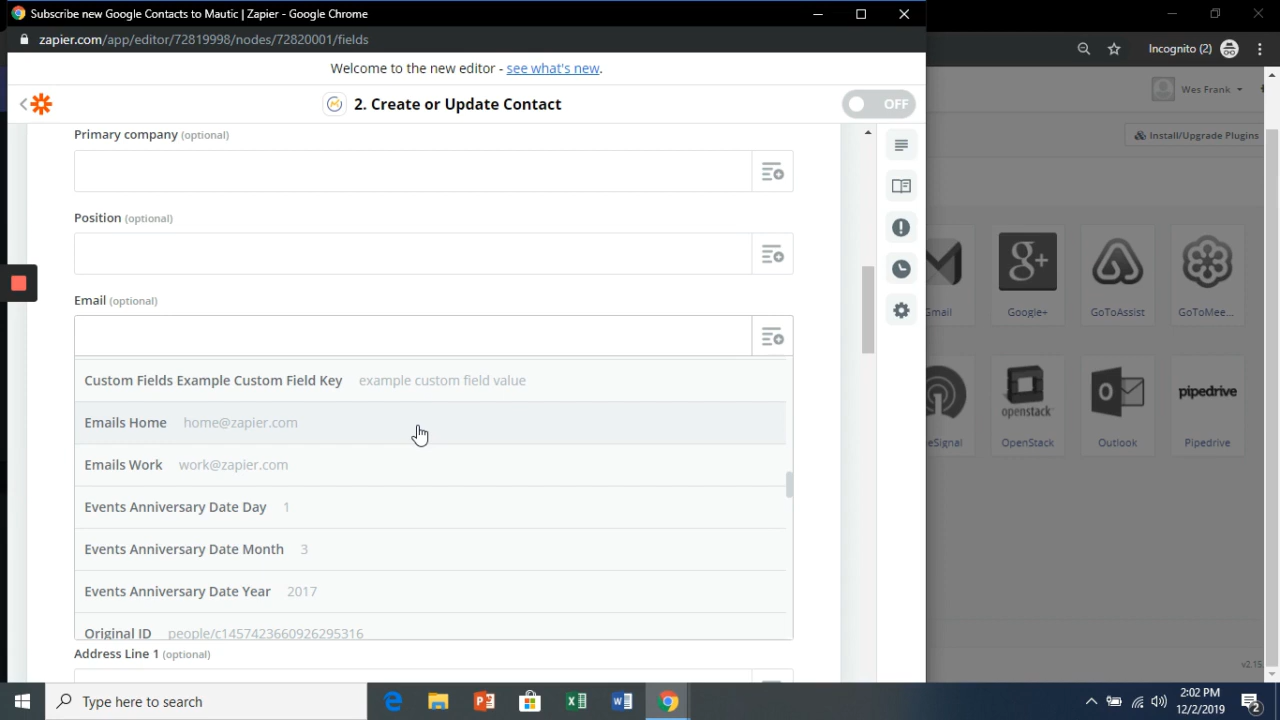 Subscribe new Google Contacts to Mautic | Zapier - Google Chrome
zapier.com/app/editor/72819998/nodes/72820001/fields
Incognito (2)
Welcome to the new editor - see what's new.
Wes Frank
2. Create or Update Contact
OFF
Install/Upgrade Plugins
Primary company (optional)
Position (optional)
Email (optional)
Gmail
Google+
GoToAssist
GoToMee...
Custom Fields Example Custom Field Key example custom field value
Emails Home home@zapier.com
Emails Work work@zapier.com
Events Anniversary Date Day 1
Events Anniversary Date Month 3
Events Anniversary Date Year 2017
Original ID people/c1457423660926295316
openstack
pipedrive
eSignal
OpenStack
Outlook
Pipedrive
Address Line 1 (optional)
v2.15
Type here to search
2:02 PM
12/2/2019
2